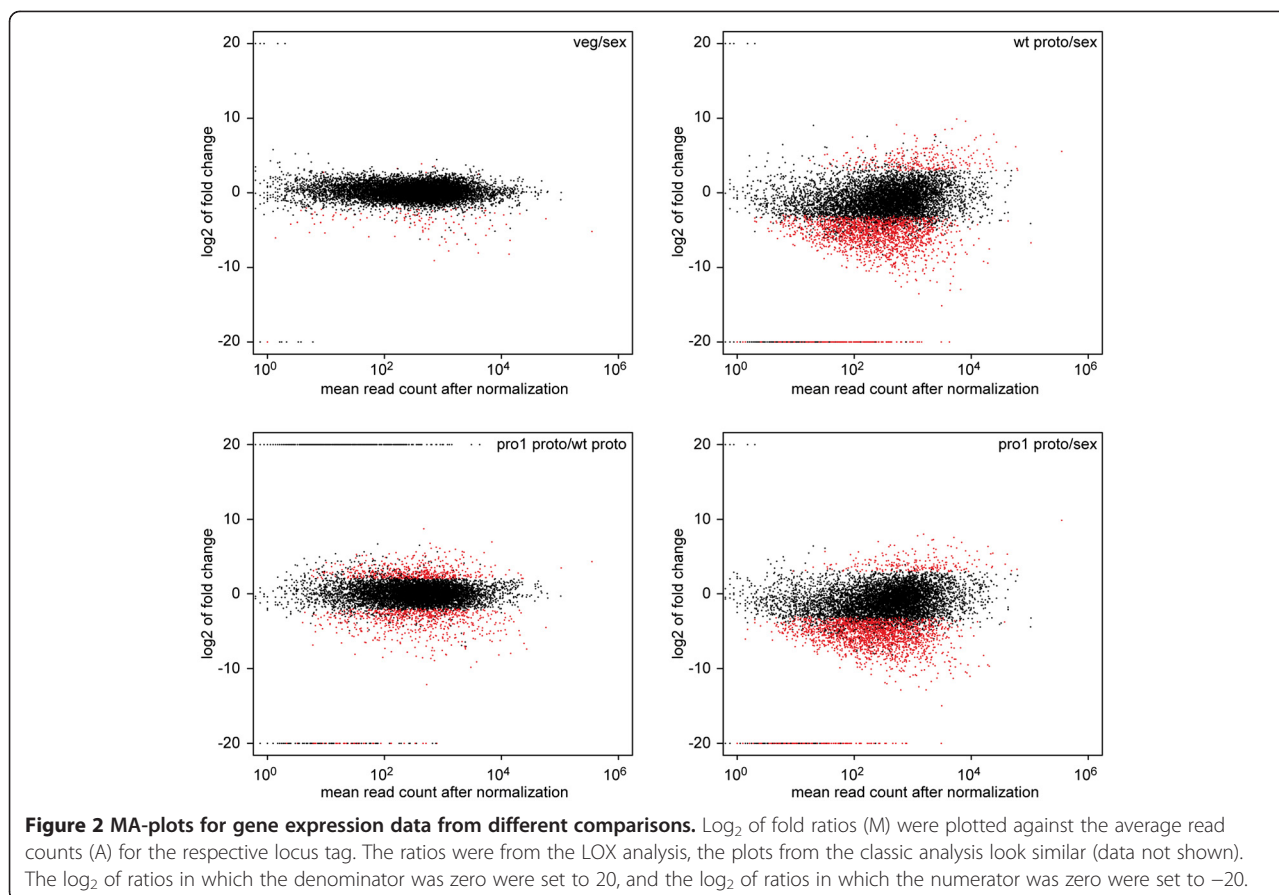 veg/sex
20
10
0
-10
-20
log2 of fold change
10⁰
10²
10⁴
10⁶
mean read count after normalization
wt proto/sex
20
10
0
-10
-20
log2 of fold change
10⁰
10²
10⁴
10⁶
mean read count after normalization
pro1 proto/wt proto
20
10
0
-10
-20
log2 of fold change
10⁰
10²
10⁴
10⁶
mean read count after normalization
pro1 proto/sex
20
10
0
-10
-20
log2 of fold change
10⁰
10²
10⁴
10⁶
mean read count after normalization
Figure 2 MA-plots for gene expression data from different comparisons. Log₂ of fold ratios (M) were plotted against the average read
counts (A) for the respective locus tag. The ratios were from the LOX analysis, the plots from the classic analysis look similar (data not shown).
The log₂ of ratios in which the denominator was zero were set to 20, and the log₂ of ratios in which the numerator was zero were set to −20.